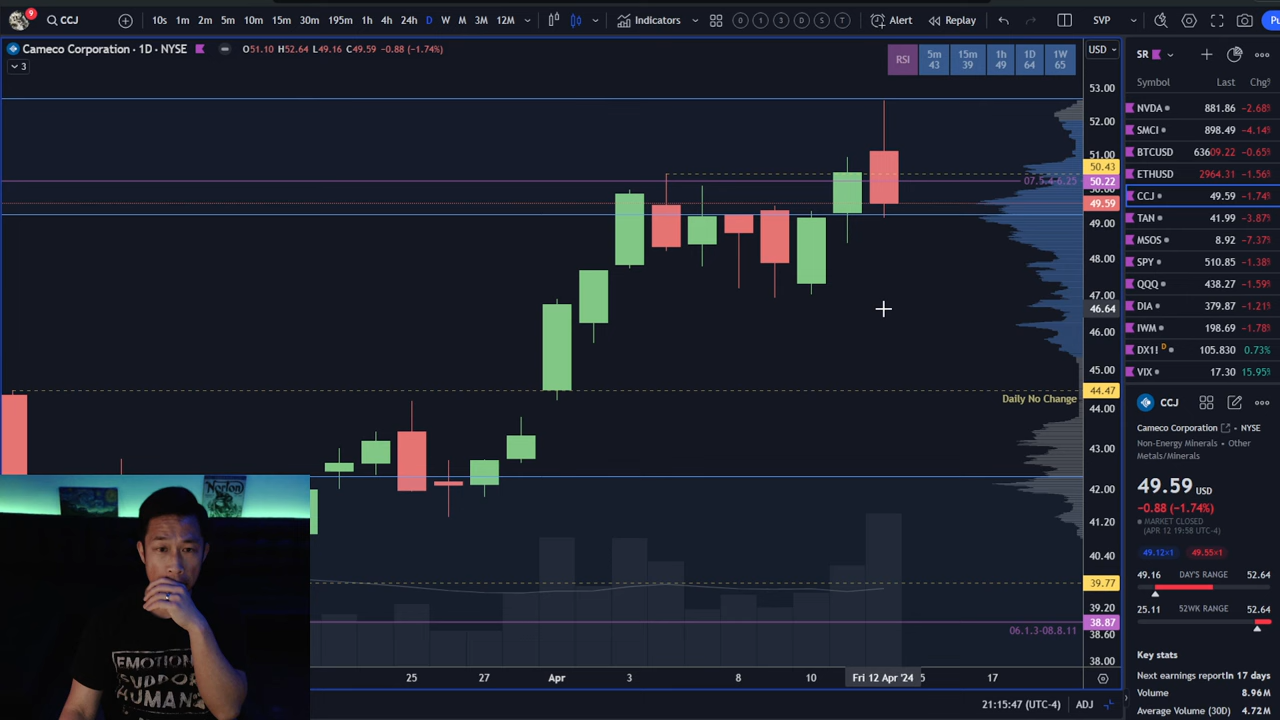 9
CCJ
10s 1m 2m 5m 10m 15m 30m 195m 1h 4h 24h D W M 3M 12M
Indicators
0 1 3 D S T
Alert
Replay
SVP
Pu
Cameco Corporation · 1D · NYSE
O51.10 H52.64 L49.16 C49.59 −0.88 (−1.74%)
3
RSI
5m 43
15m 39
1h 49
1D 64
1W 65
USD
53.00
52.00
51.00
50.43
07.5.4-6.25
50.22
50.00
49.59
49.00
48.00
47.00
46.64
46.00
45.00
44.47
Daily No Change
44.00
43.00
42.00
41.20
40.40
39.77
39.20
38.87
06.1.3-08.8.11
38.60
38.00
25 27 Apr 3 8 10 Fri 12 Apr '24 5 17
21:15:47 (UTC-4)
ADJ
SR
Symbol Last Chg%
NVDA 881.86 −2.68%
SMCI 898.49 −4.14%
BTCUSD 63609.22 −0.65%
ETHUSD 2964.31 −1.56%
CCJ 49.59 −1.74%
TAN 41.99 −3.87%
MSOS 8.92 −7.37%
SPY 510.85 −1.38%
QQQ 438.27 −1.59%
DIA 379.87 −1.21%
IWM 198.69 −1.78%
DX1! D 105.830 0.73%
VIX 17.30 15.95%
CCJ
Cameco Corporation NYSE
Non-Energy Minerals • Other
Metals/Minerals
49.59 USD
−0.88 (−1.74%)
MARKET CLOSED
(APR 12 19:58 UTC-4)
49.12×1 49.55×1
49.16 DAY'S RANGE 52.64
25.11 52WK RANGE 52.64
Key stats
Next earnings report In 17 days
Volume 8.96M
Average Volume (30D) 4.72M
Norton
EMOTION
SUPPOR
HUMAN